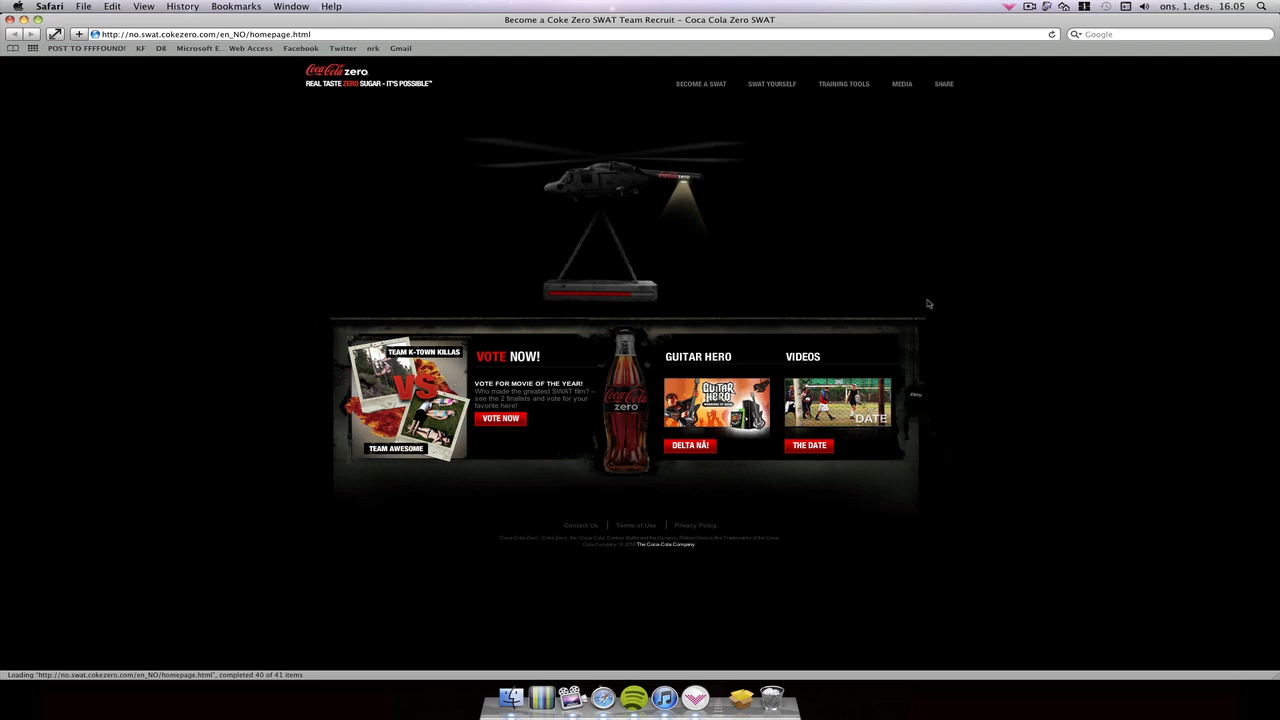 Safari File Edit View History Bookmarks Window Help
ons. 1. des. 16.05
Become a Coke Zero SWAT Team Recruit – Coca Cola Zero SWAT
http://no.swat.cokezero.com/en_NO/homepage.html
Google
POST TO FFFFOUND! KF DB Microsoft E... Web Access Facebook Twitter nrk Gmail
Coca-Cola zero
REAL TASTE ZERO SUGAR - IT'S POSSIBLE™
BECOME A SWAT SWAT YOURSELF TRAINING TOOLS MEDIA SHARE
Coca-Cola zero
TEAM K-TOWN KILLAS
VS
TEAM AWESOME
VOTE NOW!
VOTE FOR MOVIE OF THE YEAR!
Who made the greatest SWAT film? –
see the 2 finalists and vote for your
favorite here!
VOTE NOW
Coca-Cola
zero
GUITAR HERO
GUITAR
HERO
DELTA NÅ!
VIDEOS
DATE
THE DATE
Contact Us | Terms of Use | Privacy Policy
"Coca-Cola Zero", "Coke Zero", the "Coca-Cola" Contour Bottle and the Dynamic Ribbon Device Are Trademarks of the Coca-
Cola Company. © 2010 The Coca-Cola Company
Loading "http://no.swat.cokezero.com/en_NO/homepage.html", completed 40 of 41 items